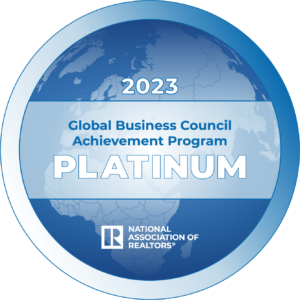 2023
Global Business Council
Achievement Program
PLATINUM
R
NATIONAL
ASSOCIATION OF
REALTORS®